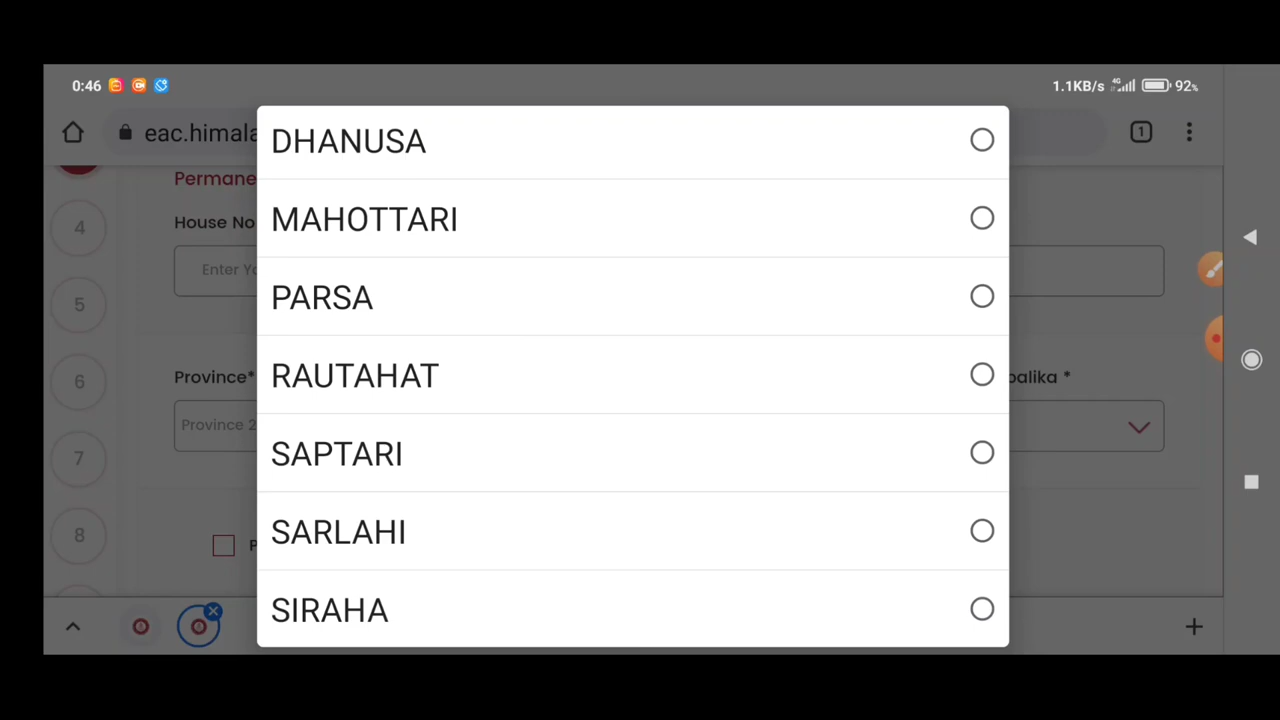 0:46
1.1KB/s 4G 92%
eac.himala
1
Permane
House No
Enter Yo
Province*
palika *
Province 2
4
5
6
7
8
P
DHANUSA
MAHOTTARI
PARSA
RAUTAHAT
SAPTARI
SARLAHI
SIRAHA